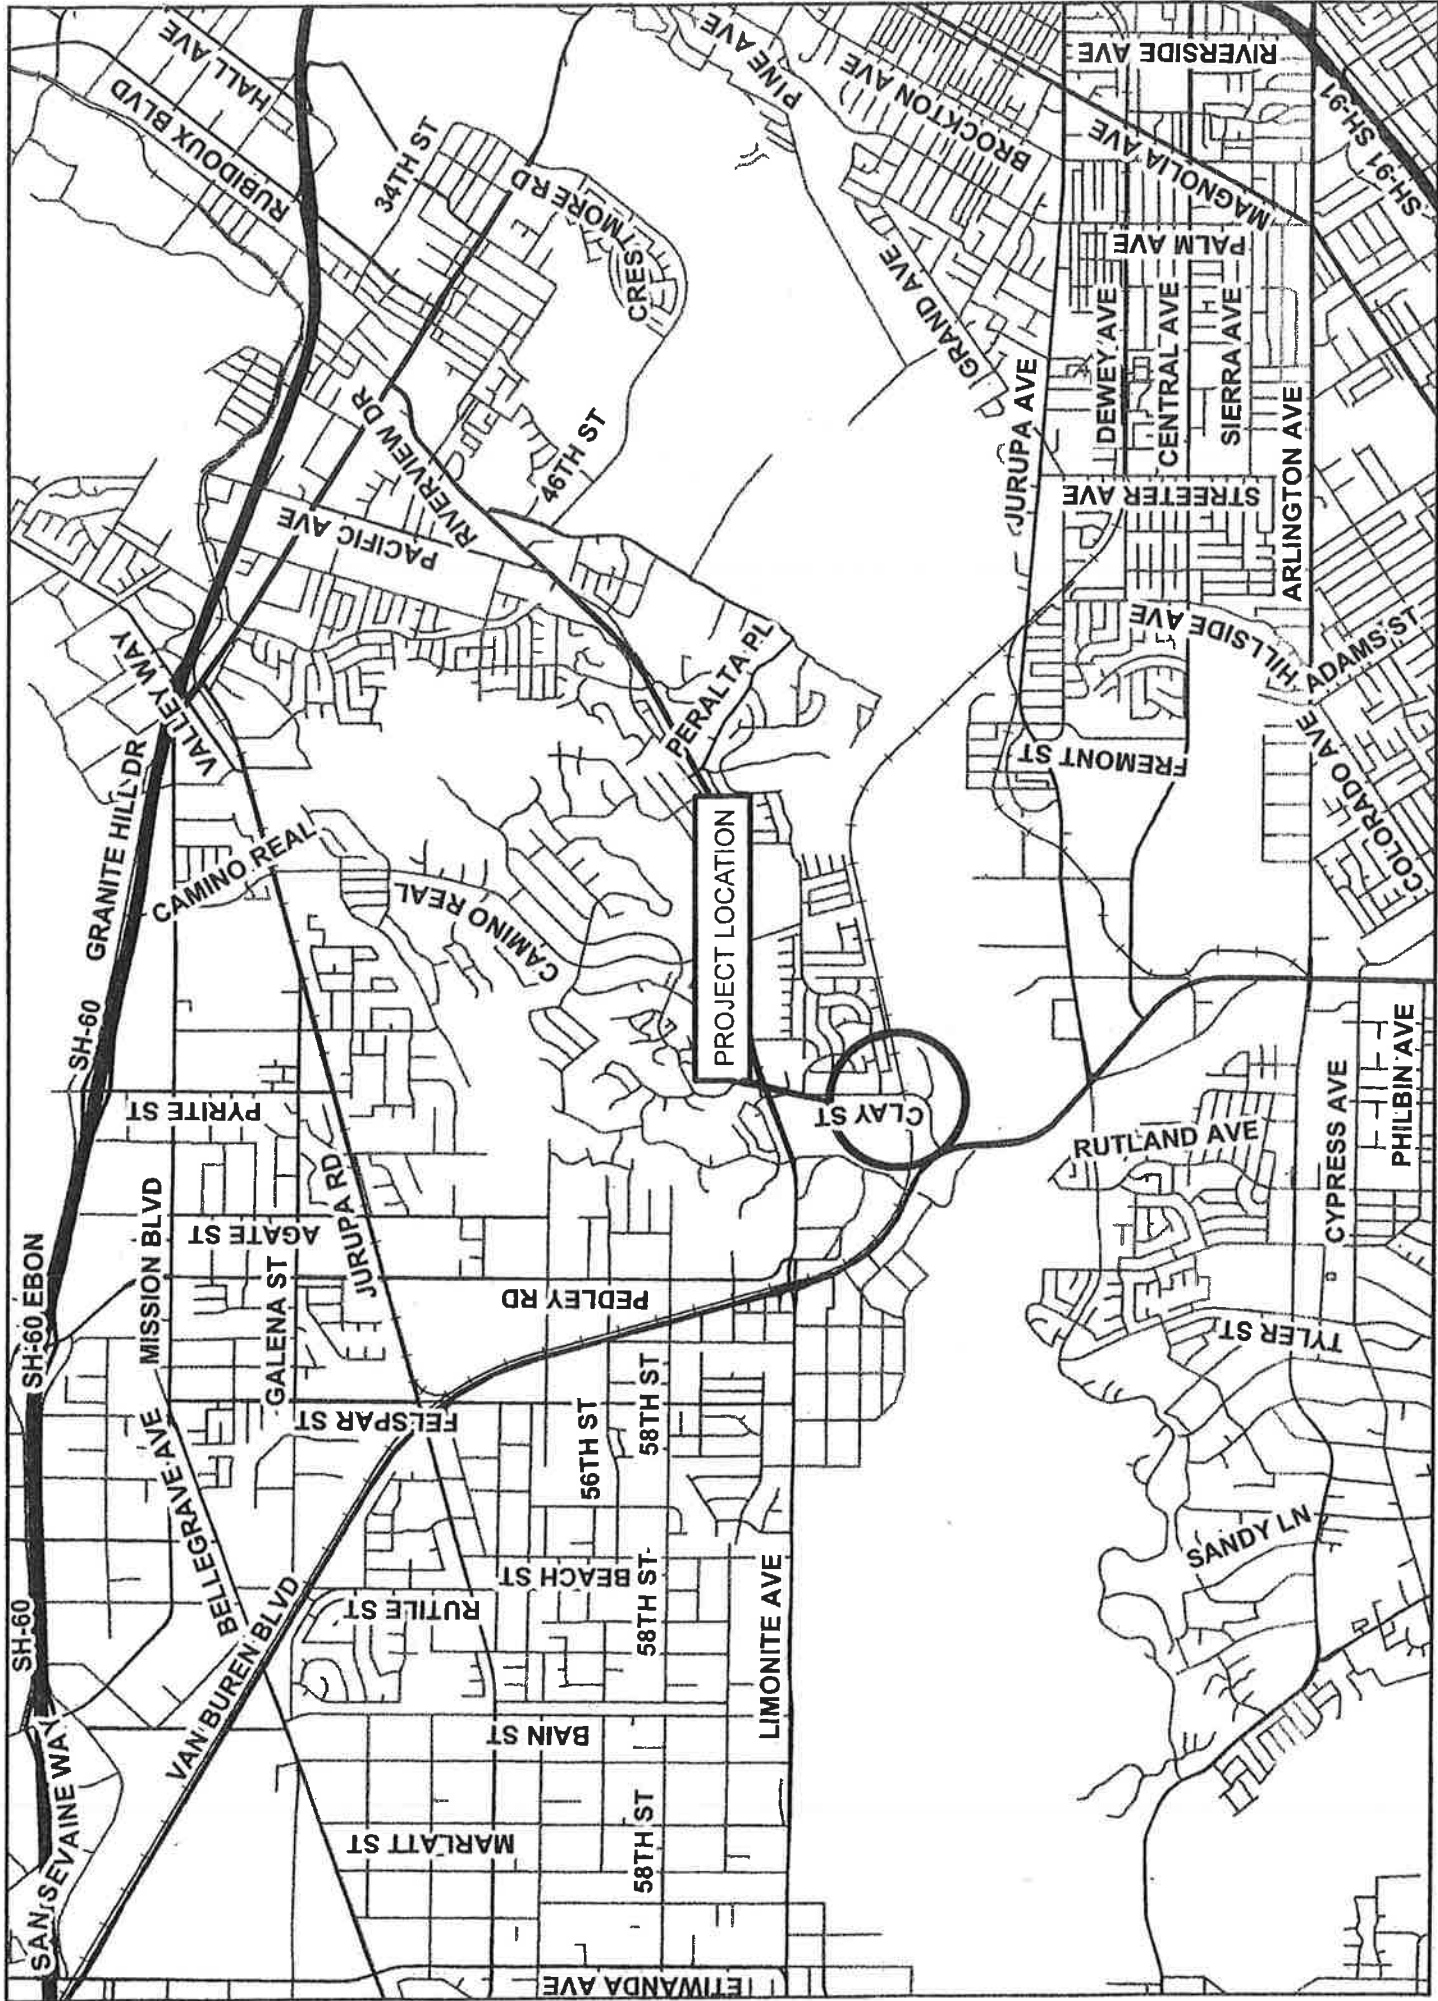 SAN SEVAINE WAY
SH-60
SH-60 EBON
SH-60
GRANITE HILL DR
VALLEY WAY
RUBIDOUX BLVD
HALL AVE
VAN BUREN BLVD
BELLEGRAVE AVE
MISSION BLVD
AGATE ST
PYRITE ST
CAMINO REAL
GALENA ST
JURUPA RD
FELSPAR ST
PACIFIC AVE
34TH ST
CRESTMORE RD
RIVERVIEW DR
46TH ST
PINE AVE
BROCKTON AVE
RUTILE ST
MARLATT ST
BAIN ST
BEACH ST
56TH ST
PEDLEY RD
CAMINO REAL
ETIWANDA AVE
58TH ST
58TH ST
58TH ST
LIMONITE AVE
PROJECT LOCATION
PERALTA PL
CLAY ST
GRAND AVE
JURUPA AVE
MAGNOLIA AVE
RIVERSIDE AVE
PALM AVE
DEWEY AVE
CENTRAL AVE
SIERRA AVE
STREETER AVE
ARLINGTON AVE
HILLSIDE AVE
FREMONT ST
ADAMS ST
COLORADO AVE
RUTLAND AVE
CYPRESS AVE
PHILBIN AVE
TYLER ST
SANDY LN
SH-91
SH-91